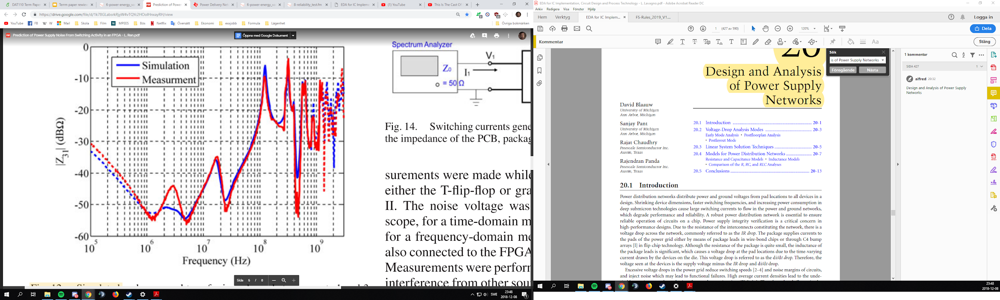 DAT110 Term Paper
Termm paper rewiew
6-power-energy_va
Prediction of Power
Power Delivery Net
6-power-energy_va
8-reliability_test.fm
EDA for IC Impleme
(1) YouTube
This Is The Cast Of
https://drive.google.com/file/d/1k78GLabsrkRjyW4vTQYc2HOolHnxayRH/view
YouTube
FB
W
W
Mail
Skola
Film
MPEES
Bös
Netflix
Översätt
Ekonomi
exxjobb
Formula
Lägenhet
Övriga bokmärken
Prediction of Power Supply Noise From Switching Activity in an FPGA - L. Ren.pdf
Öppna med Google Dokument
Simulation
Measurment
0
-10
-20
-30
-40
-50
-60
|Z31| (dBΩ)
10^5
10^6
10^7
10^8
10^9
Frequency (Hz)
Spectrum Analyzer
V1
Z0
I1
= 50 Ω
Fig. 14. Switching currents gene
the impedance of the PCB, packag
surements were made while
either the T-flip-flop or gra
II. The noise voltage was
scope, for a time-domain m
for a frequency-domain me
also connected to the FPGA
Measurements were perform
interference from other sou
Sida 5 / 8
SWE
23:48
2018-12-08
EDA for IC Implementation, Circuit Design and Process Technology - L. Lavagno.pdf - Adobe Acrobat Reader DC
Arkiv Redigera Visa Fönster Hjälp
Hem
Verktyg
EDA for IC Implem...
FS-Rules_2019_V1....
Logga in
1 (427 av 590)
120%
Dela
Kommentar
Aa
Stäng
20
Sök
is of Power Supply Networks
Föregående
Nästa
Design and Analysis
of Power Supply
Networks
David Blaauw
University of Michigan
Ann Arbor, Michigan
Sanjay Pant
University of Michigan
Ann Arbor, Michigan
Rajat Chaudhry
Freescale Semiconductor Inc.
Austin, Texas
Rajendran Panda
Freescale Semiconductor Inc.
Austin, Texas
20.1 Introduction ........ 20-1
20.2 Voltage-Drop Analysis Modes ........ 20-3
Early Mode Analysis • Postfloorplan Analysis
• Postlayout Mode
20.3 Linear System Solution Techniques ........ 20-5
20.4 Models for Power Distribution Networks ........ 20-7
Resistance and Capacitance Models • Inductance Models
• Comparison of the R, RC, and RLC Analyses
20.5 Conclusions ........ 20-13
20.1 Introduction
Power distribution networks distribute power and ground voltages from pad locations to all devices in a
design. Shrinking device dimensions, faster switching frequencies, and increasing power consumption in
deep submicron technologies cause large switching currents to flow in the power and ground networks,
which degrade performance and reliability. A robust power distribution network is essential to ensure
reliable operation of circuits on a chip. Power supply integrity verification is a critical concern in
high-performance designs. Due to the resistance of the interconnects constituting the network, there is a
voltage drop across the network, commonly referred to as the IR drop. The package supplies currents to
the pads of the power grid either by means of package leads in wire-bond chips or through C4 bump
arrays [1] in flip-chip technology. Although the resistance of the package is quite small, the inductance of
the package leads is significant, which causes a voltage drop at the pad locations due to the time-varying
current drawn by the devices on the die. This voltage drop is referred to as the di/dt drop. Therefore, the
voltage seen at the devices is the supply voltage minus the IR drop and di/dt drop.
Excessive voltage drops in the power grid reduce switching speeds [2–4] and noise margins of circuits,
and inject noise which may lead to functional failures. High average current densities lead to the unde-
1 kommentar
SIDA 427
1
alfred 20:32
Design and Analysis of Power Supply
Networks
23:48
2018-12-08